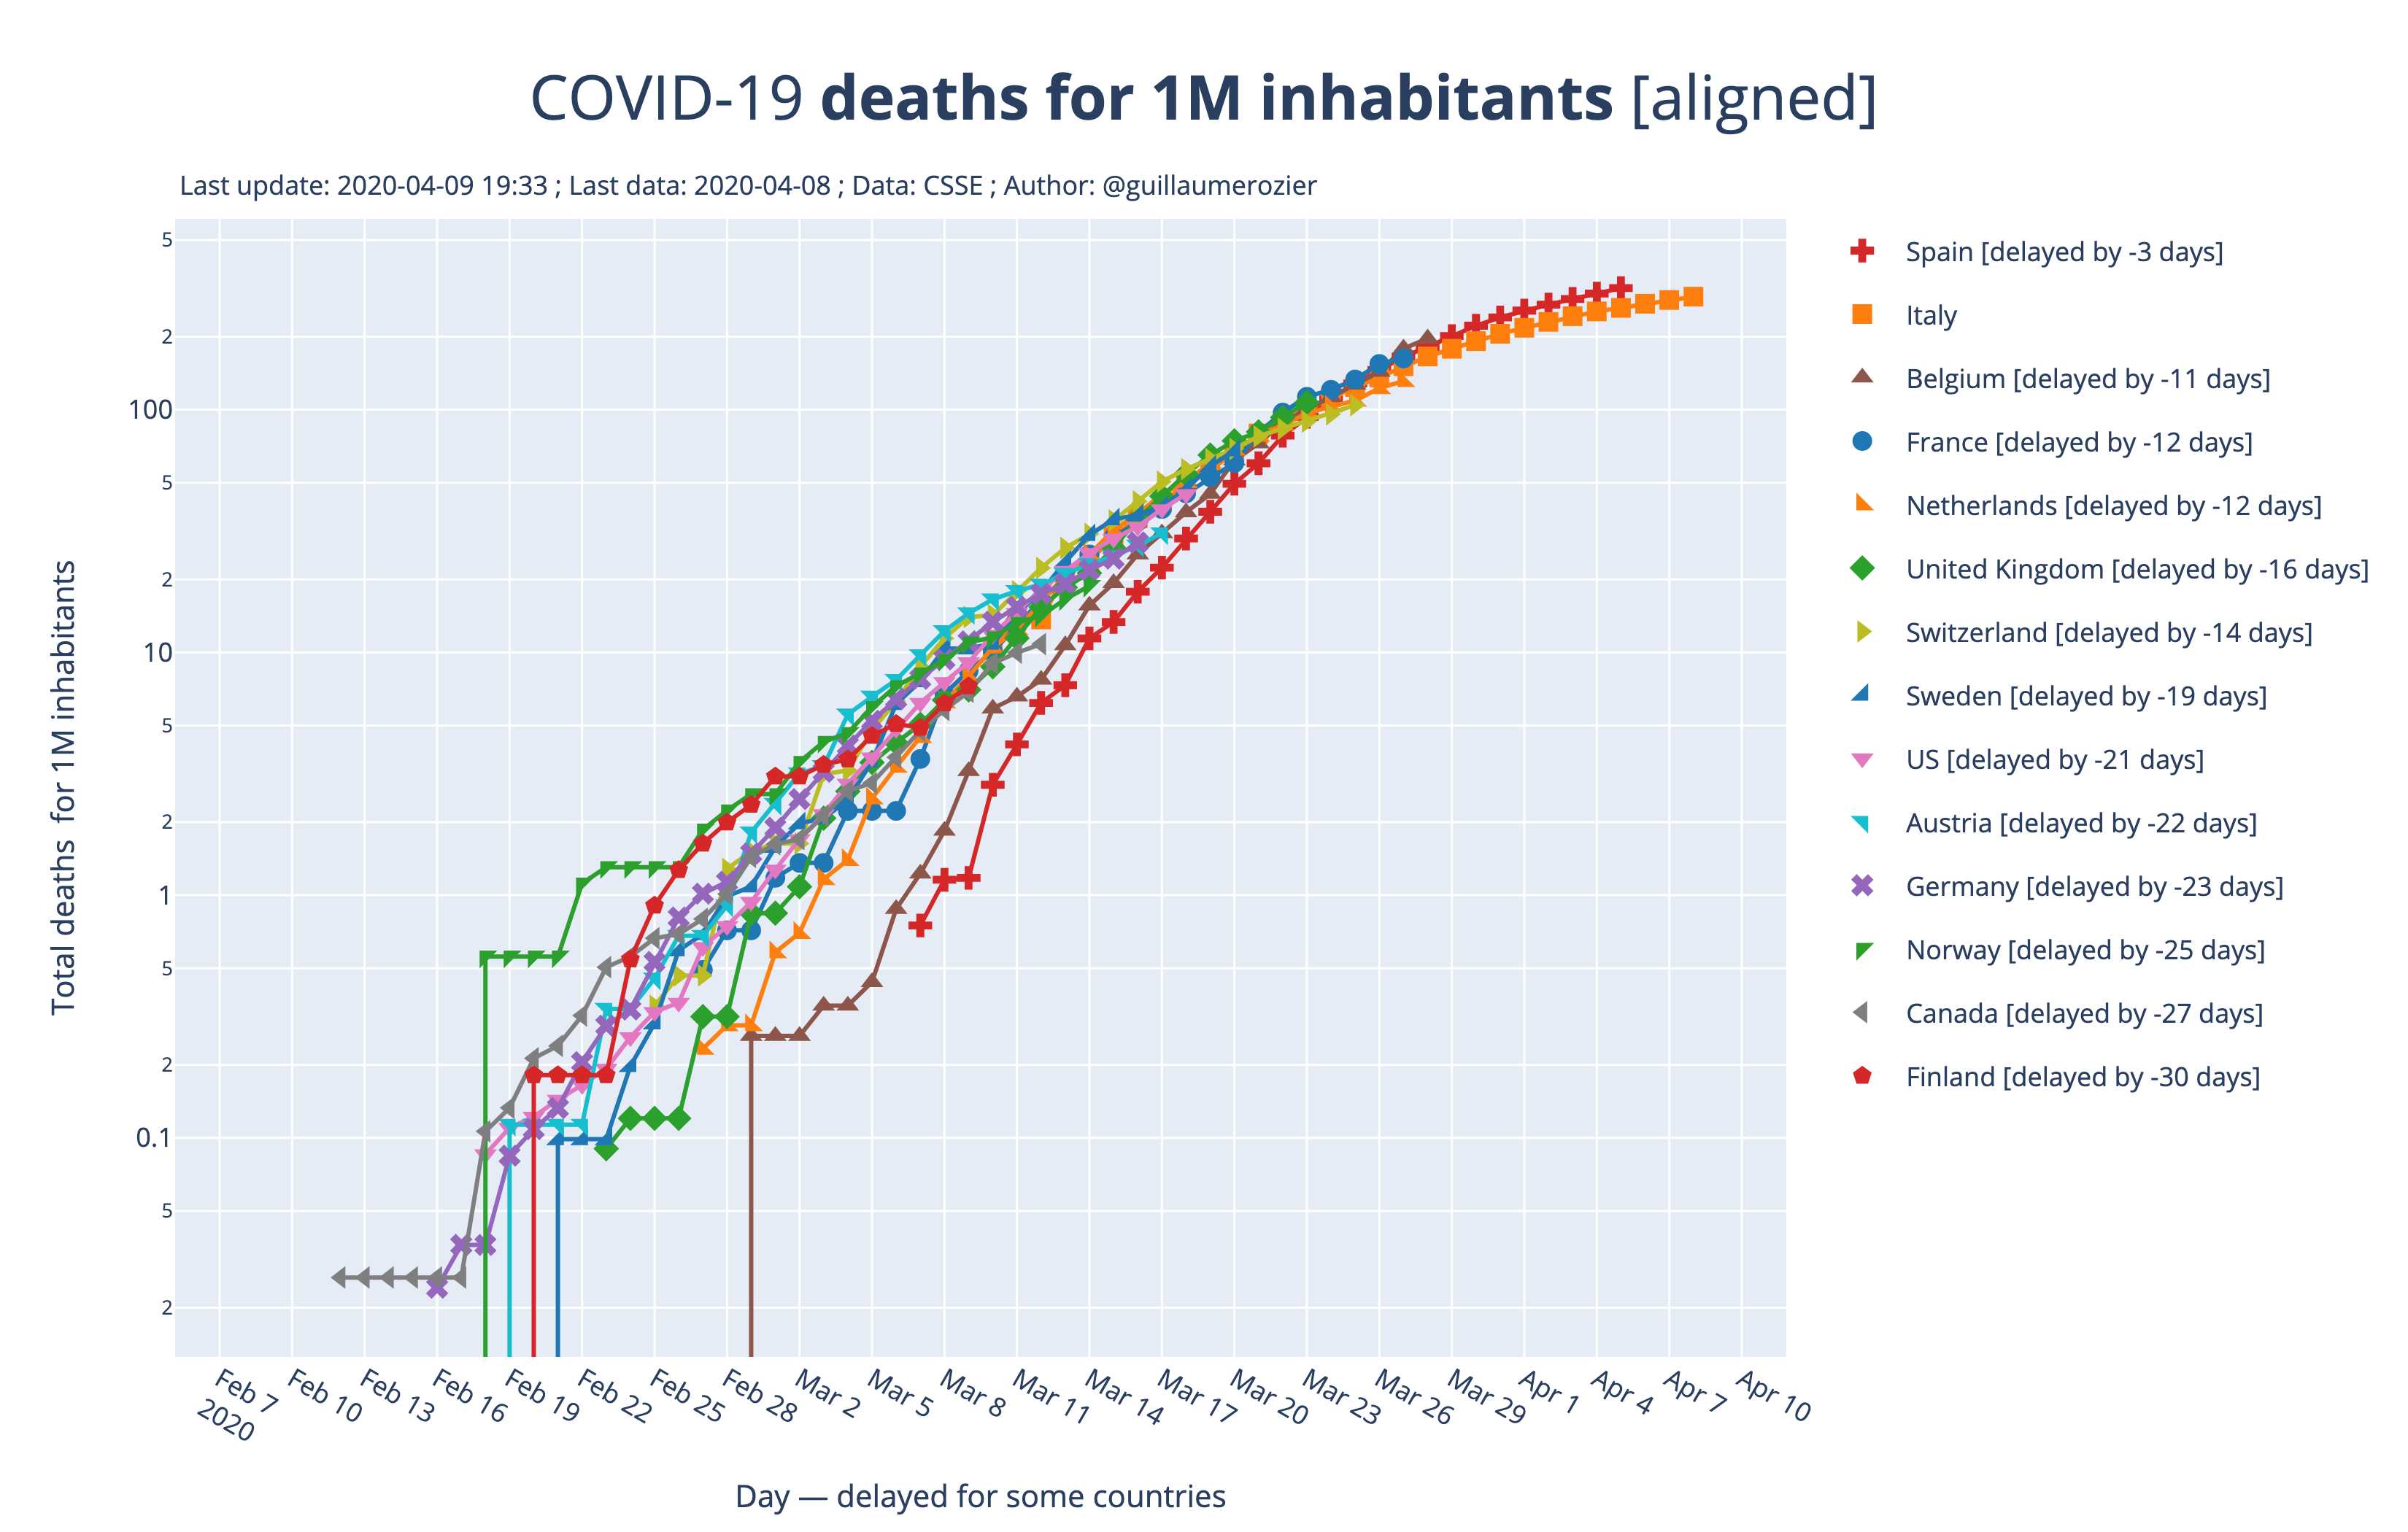 COVID-19 deaths for 1M inhabitants [aligned]
Last update: 2020-04-09 19:33 ; Last data: 2020-04-08 ; Data: CSSE ; Author: @guillaumerozier
Total deaths for 1M inhabitants
5
2
100
5
2
10
5
2
1
5
2
0.1
5
2
Feb 7
2020
Feb 10
Feb 13
Feb 16
Feb 19
Feb 22
Feb 25
Feb 28
Mar 2
Mar 5
Mar 8
Mar 11
Mar 14
Mar 17
Mar 20
Mar 23
Mar 26
Mar 29
Apr 1
Apr 4
Apr 7
Apr 10
Day — delayed for some countries
Spain [delayed by -3 days]
Italy
Belgium [delayed by -11 days]
France [delayed by -12 days]
Netherlands [delayed by -12 days]
United Kingdom [delayed by -16 days]
Switzerland [delayed by -14 days]
Sweden [delayed by -19 days]
US [delayed by -21 days]
Austria [delayed by -22 days]
Germany [delayed by -23 days]
Norway [delayed by -25 days]
Canada [delayed by -27 days]
Finland [delayed by -30 days]